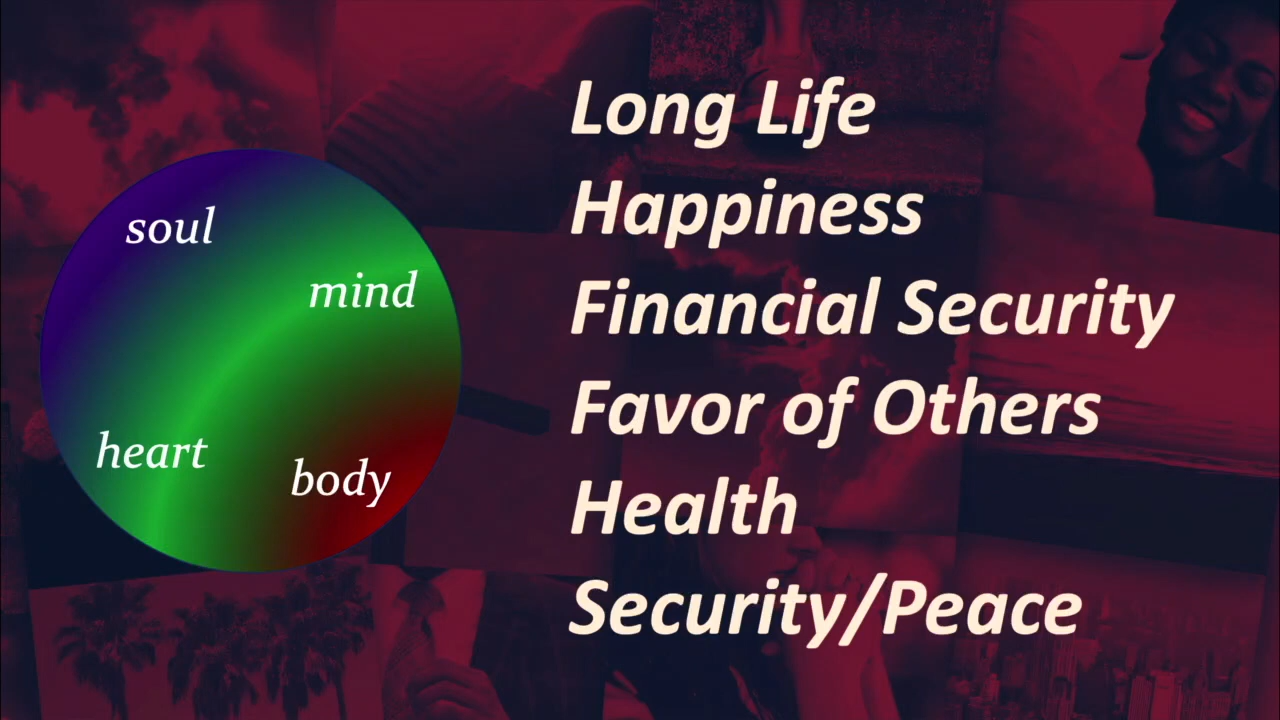 soul
mind
heart
body
Long Life
Happiness
Financial Security
Favor of Others
Health
Security/Peace